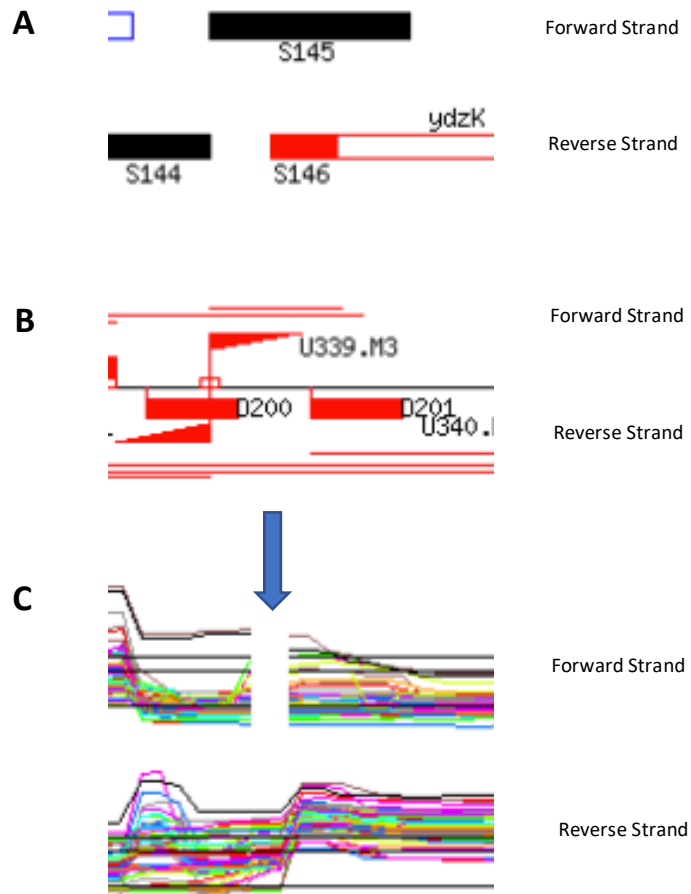 A
Forward Strand
S145
ydzK
Reverse Strand
S144
S146
B
Forward Strand
U339.M3
D200
D201
Reverse Strand
C
Forward Strand
Reverse Strand